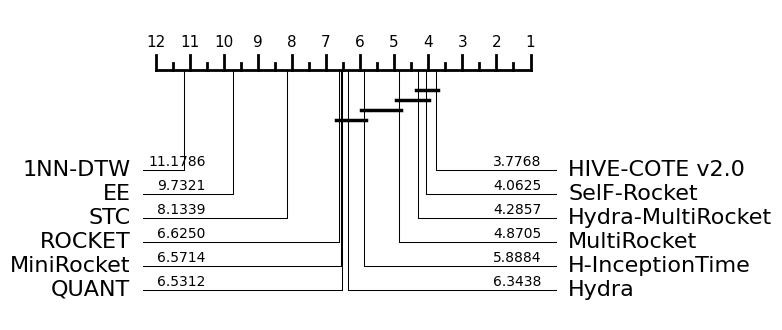 12 11 10 9 8 7 6 5 4 3 2 1
1NN-DTW 11.1786 3.7768 HIVE-COTE v2.0
EE 9.7321 4.0625 SelF-Rocket
STC 8.1339 4.2857 Hydra-MultiRocket
ROCKET 6.6250 4.8705 MultiRocket
MiniRocket 6.5714 5.8884 H-InceptionTime
QUANT 6.5312 6.3438 Hydra